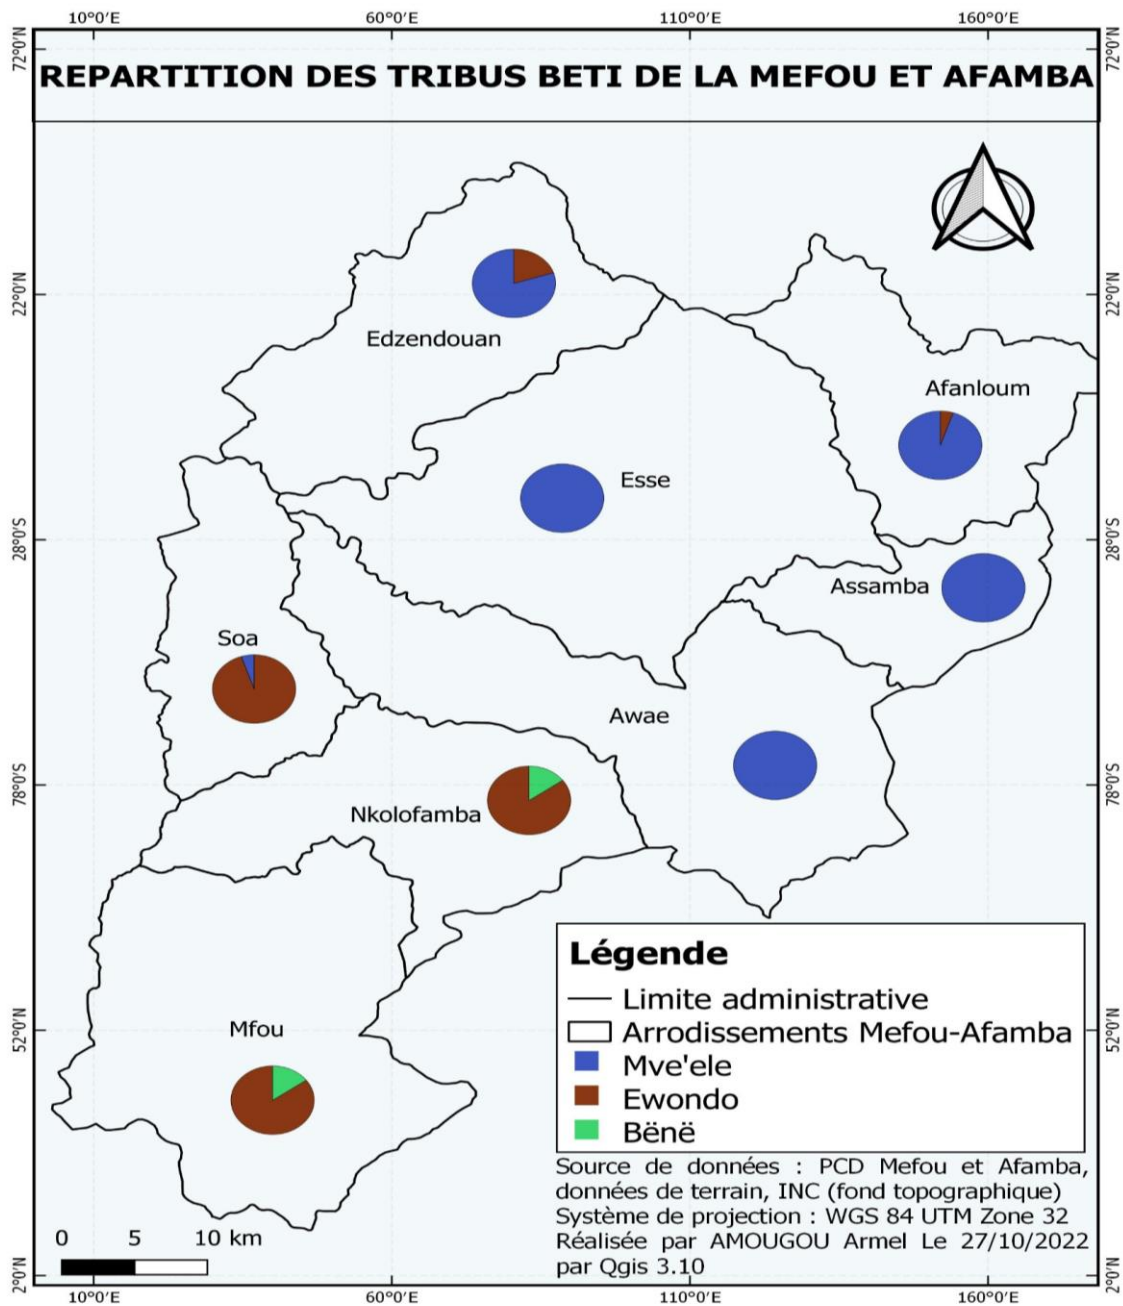 10°0'E 60°0'E 110°0'E 160°0'E
72°0'N 72°0'N
REPARTITION DES TRIBUS BETI DE LA MEFOU ET AFAMBA
22°0'N 22°0'N
Edzendouan
Afanloum
Esse
28°0'S 28°0'S
Assamba
Soa
Awae
78°0'S 78°0'S
Nkolofamba
Légende
Limite administrative
Arrodissements Mefou-Afamba
Mve'ele
Ewondo
Bënë
52°0'N 52°0'N
Mfou
Source de données : PCD Mefou et Afamba,
données de terrain, INC (fond topographique)
Système de projection : WGS 84 UTM Zone 32
Réalisée par AMOUGOU Armel Le 27/10/2022
par Qgis 3.10
0 5 10 km
2°0'N 2°0'N
10°0'E 60°0'E 110°0'E 160°0'E